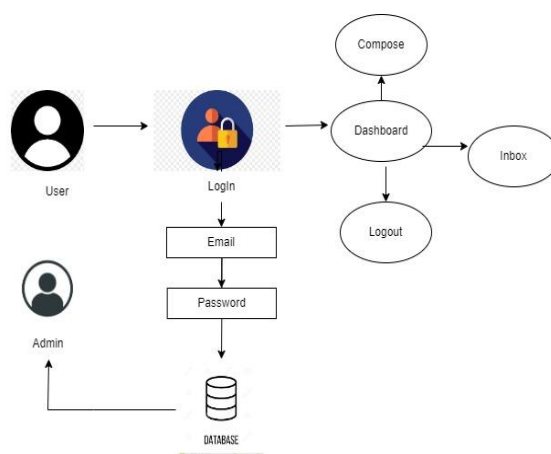 Compose
Dashboard
Inbox
User
LogIn
Logout
Email
Password
Admin
DATABASE